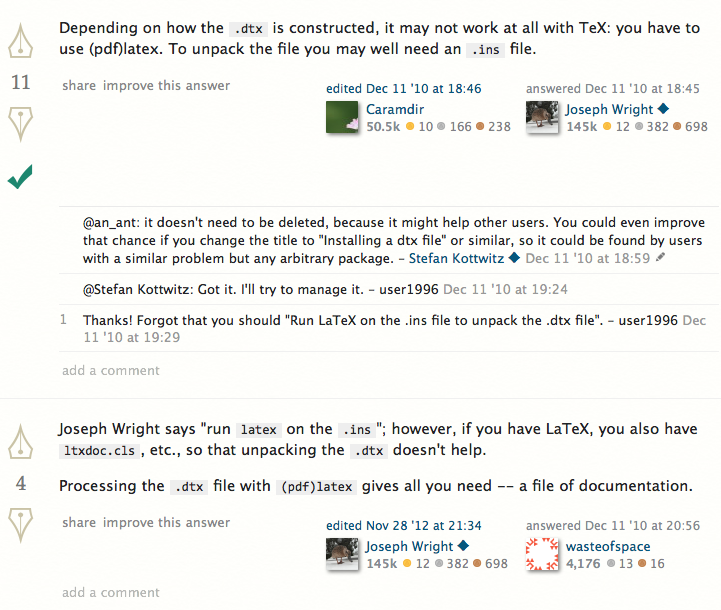 Depending on how the .dtx is constructed, it may not work at all with TeX: you have to
use (pdf)latex. To unpack the file you may well need an .ins file.
11
share improve this answer
edited Dec 11 '10 at 18:46
Caramdir
50.5k 10 166 238
answered Dec 11 '10 at 18:45
Joseph Wright ◆
145k 12 382 698
@an_ant: it doesn't need to be deleted, because it might help other users. You could even improve
that chance if you change the title to "Installing a dtx file" or similar, so it could be found by users
with a similar problem but any arbitrary package. – Stefan Kottwitz ◆ Dec 11 '10 at 18:59
@Stefan Kottwitz: Got it. I'll try to manage it. – user1996 Dec 11 '10 at 19:24
1 Thanks! Forgot that you should "Run LaTeX on the .ins file to unpack the .dtx file". – user1996 Dec
11 '10 at 19:29
add a comment
Joseph Wright says "run latex on the .ins"; however, if you have LaTeX, you also have
ltxdoc.cls, etc., so that unpacking the .dtx doesn't help.
4
Processing the .dtx file with (pdf)latex gives all you need -- a file of documentation.
share improve this answer
edited Nov 28 '12 at 21:34
Joseph Wright ◆
145k 12 382 698
answered Dec 11 '10 at 20:56
wasteofspace
4,176 13 16
add a comment